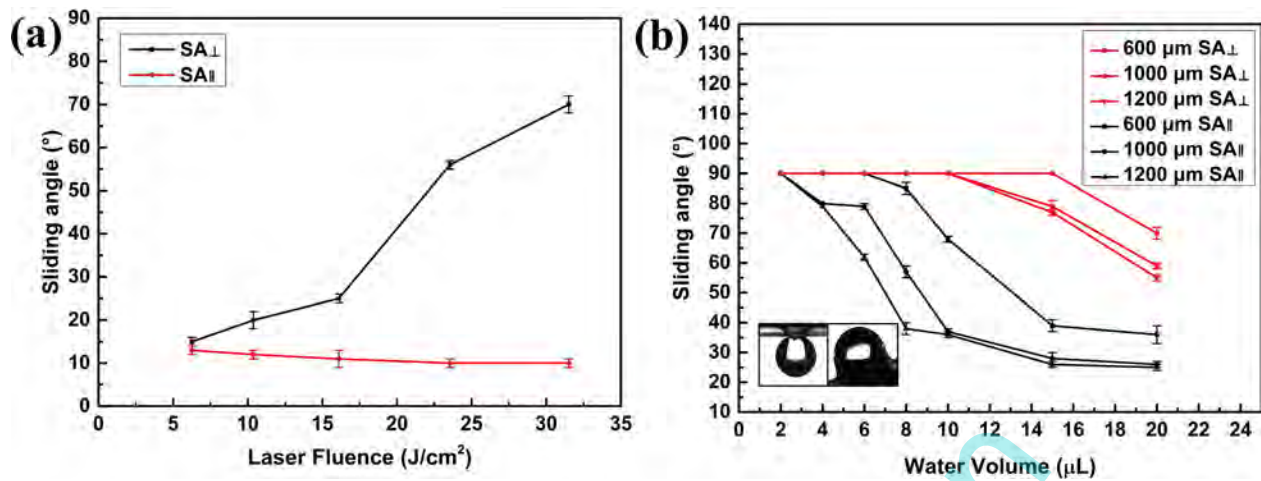 (a)
90
80
70
60
50
40
30
20
10
0
Sliding angle (°)
SA⊥
SA∥
0 5 10 15 20 25 30 35
Laser Fluence (J/cm²)
(b)
140
130
120
110
100
90
80
70
60
50
40
30
20
10
Sliding angle (°)
600 µm SA⊥
1000 µm SA⊥
1200 µm SA⊥
600 µm SA∥
1000 µm SA∥
1200 µm SA∥
0 2 4 6 8 10 12 14 16 18 20 22 24
Water Volume (µL)